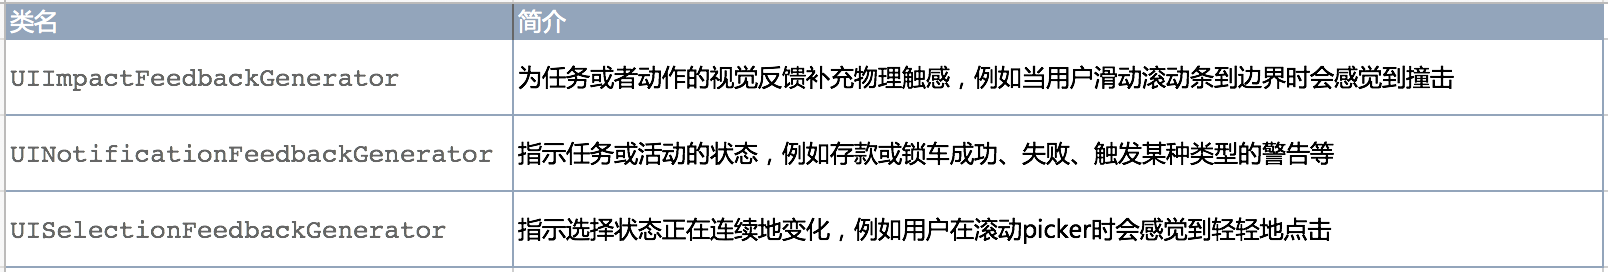 类名 简介
UIImpactFeedbackGenerator 为任务或者动作的视觉反馈补充物理触感，例如当用户滑动滚动条到边界时会感觉到撞击
UINotificationFeedbackGenerator 指示任务或活动的状态，例如存款或锁车成功、失败、触发某种类型的警告等
UISelectionFeedbackGenerator 指示选择状态正在连续地变化，例如用户在滚动picker时会感觉到轻轻地点击